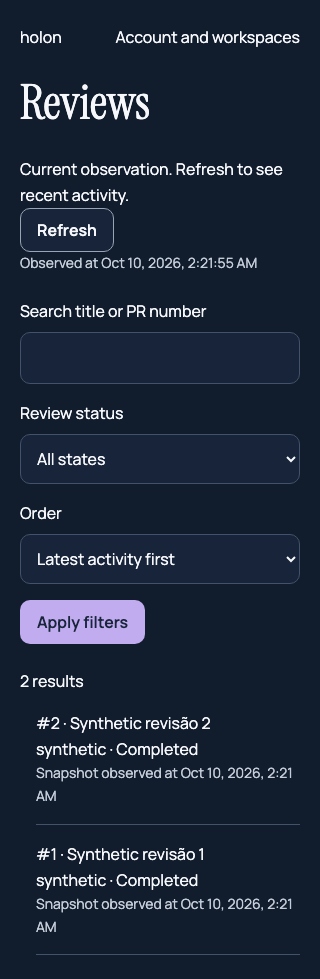 holon Account and workspaces
Reviews
Current observation. Refresh to see
recent activity.
Refresh
Observed at Oct 10, 2026, 2:21:55 AM
Search title or PR number
Review status
All states
Order
Latest activity first
Apply filters
2 results
#2 · Synthetic revisão 2
synthetic · Completed
Snapshot observed at Oct 10, 2026, 2:21
AM
#1 · Synthetic revisão 1
synthetic · Completed
Snapshot observed at Oct 10, 2026, 2:21
AM